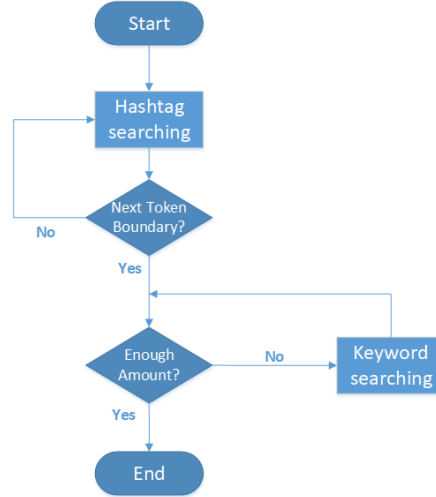 Start
Hashtag
searching
Next Token
Boundary?
No
Yes
Enough
Amount?
No
Keyword
searching
Yes
End